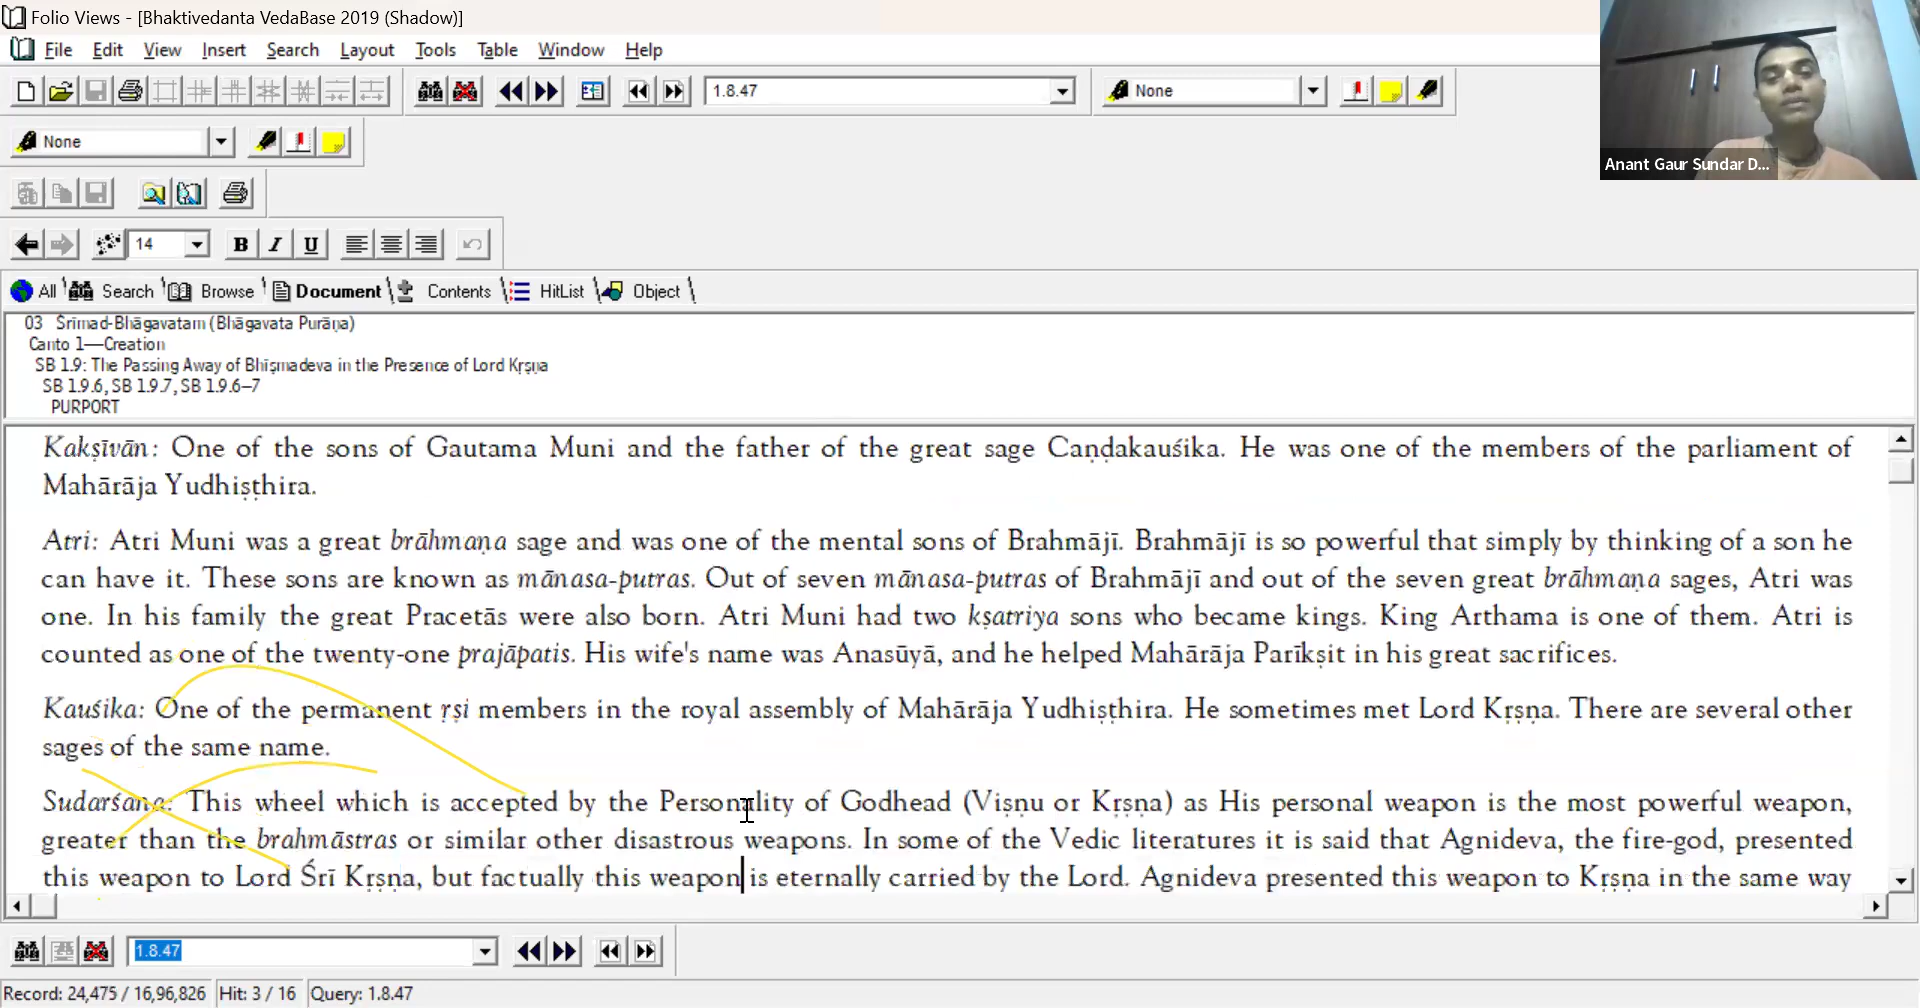 Folio Views - [Bhaktivedanta VedaBase 2019 (Shadow)]
File Edit View Insert Search Layout Tools Table Window Help
1.8.47 None
None
14 B I U
All Search Browse Document Contents HitList Object
03 Śrīmad-Bhāgavatam (Bhāgavata Purāṇa)
Canto 1—Creation
SB 1.9: The Passing Away of Bhīṣmadeva in the Presence of Lord Kṛṣṇa
SB 1.9.6, SB 1.9.7, SB 1.9.6–7
PURPORT
Kakṣīvān: One of the sons of Gautama Muni and the father of the great sage Caṇḍakauśika. He was one of the members of the parliament of
Mahārāja Yudhiṣṭhira.
Atri: Atri Muni was a great brāhmaṇa sage and was one of the mental sons of Brahmājī. Brahmājī is so powerful that simply by thinking of a son he
can have it. These sons are known as mānasa-putras. Out of seven mānasa-putras of Brahmājī and out of the seven great brāhmaṇa sages, Atri was
one. In his family the great Pracetās were also born. Atri Muni had two kṣatriya sons who became kings. King Arthama is one of them. Atri is
counted as one of the twenty-one prajāpatis. His wife's name was Anasūyā, and he helped Mahārāja Parīkṣit in his great sacrifices.
Kauśika: One of the permanent ṛṣi members in the royal assembly of Mahārāja Yudhiṣṭhira. He sometimes met Lord Kṛṣṇa. There are several other
sages of the same name.
Sudarśana: This wheel which is accepted by the Personality of Godhead (Viṣṇu or Kṛṣṇa) as His personal weapon is the most powerful weapon,
greater than the brahmāstras or similar other disastrous weapons. In some of the Vedic literatures it is said that Agnideva, the fire-god, presented
this weapon to Lord Śrī Kṛṣṇa, but factually this weapon is eternally carried by the Lord. Agnideva presented this weapon to Kṛṣṇa in the same way
1.8.47
Record: 24,475 / 16,96,826 Hit: 3 / 16 Query: 1.8.47
Anant Gaur Sundar D...